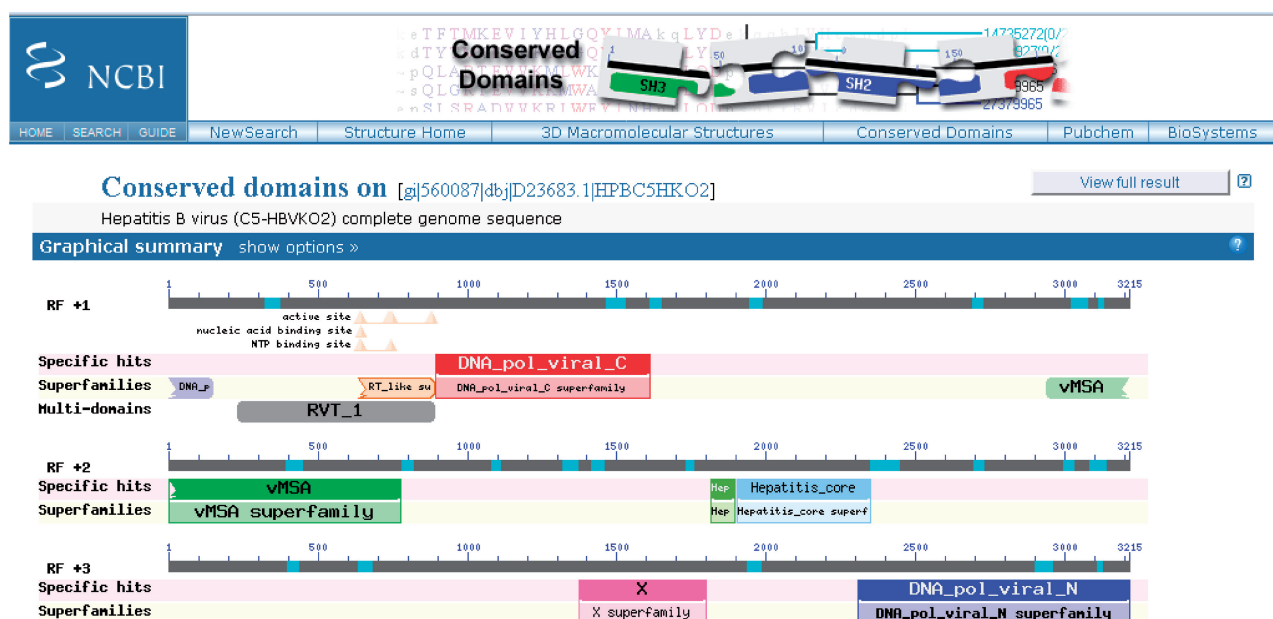 NCBI
Conserved
Domains
SH3
SH2
HOME SEARCH GUIDE NewSearch Structure Home 3D Macromolecular Structures Conserved Domains Pubchem BioSystems
Conserved domains on [gi|560087|dbj|D23683.1|HPBC5HKO2]
View full result ?
Hepatitis B virus (C5-HBVKO2) complete genome sequence
Graphical summary show options » ?
1 500 1000 1500 2000 2500 3000 3215
RF +1
active site
nucleic acid binding site
NTP binding site
Specific hits DNA_pol_viral_C
Superfamilies DNA_p RT_like su DNA_pol_viral_C superfamily vMSA
Multi-domains RVT_1
1 500 1000 1500 2000 2500 3000 3215
RF +2
Specific hits vMSA Hep Hepatitis_core
Superfamilies vMSA superfamily Hep Hepatitis_core superf
1 500 1000 1500 2000 2500 3000 3215
RF +3
Specific hits X DNA_pol_viral_N
Superfamilies X superfamily DNA_pol_viral_N superfamily